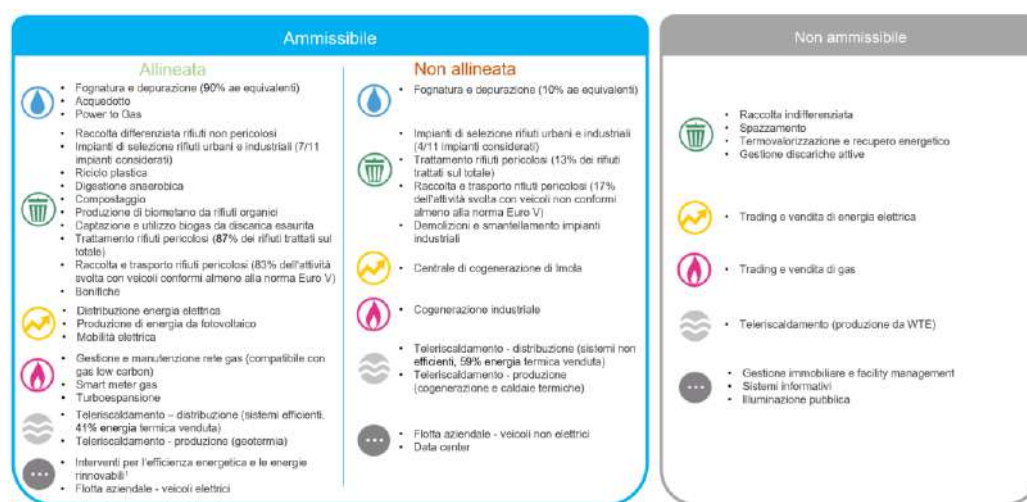 Ammissibile
Allineata
• Fognatura e depurazione (90% ae equivalenti)
• Acquedotto
• Power to Gas
• Raccolta differenziata rifiuti non pericolosi
• Impianti di selezione rifiuti urbani e industriali (7/11
impianti considerati)
• Riciclo plastica
• Digestione anaerobica
• Compostaggio
• Produzione di biometano da rifiuti organici
• Captazione e utilizzo biogas da discarica esaurita
• Trattamento rifiuti pericolosi (87% dei rifiuti trattati sul
totale)
• Raccolta e trasporto rifiuti pericolosi (83% dell'attività
svolta con veicoli conformi almeno alla norma Euro V)
• Bonifiche
• Distribuzione energia elettrica
• Produzione di energia da fotovoltaico
• Mobilità elettrica
• Gestione e manutenzione rete gas (compatibile con
gas low carbon)
• Smart meter gas
• Turboespansione
• Teleriscaldamento – distribuzione (sistemi efficienti,
41% energia termica venduta)
• Teleriscaldamento - produzione (geotermia)
• Interventi per l'efficienza energetica e le energie
rinnovabili¹
• Flotta aziendale - veicoli elettrici
Non allineata
• Fognatura e depurazione (10% ae equivalenti)
• Impianti di selezione rifiuti urbani e industriali
(4/11 impianti considerati)
• Trattamento rifiuti pericolosi (13% dei rifiuti
trattati sul totale)
• Raccolta e trasporto rifiuti pericolosi (17%
dell'attività svolta con veicoli non conformi
almeno alla norma Euro V)
• Demolizioni e smantellamento impianti
industriali
• Centrale di cogenerazione di Imola
• Cogenerazione industriale
• Teleriscaldamento - distribuzione (sistemi non
efficienti, 59% energia termica venduta)
• Teleriscaldamento - produzione
(cogenerazione e caldaie termiche)
• Flotta aziendale - veicoli non elettrici
• Data center
Non ammissibile
• Raccolta indifferenziata
• Spazzamento
• Termovalorizzazione e recupero energetico
• Gestione discariche attive
• Trading e vendita di energia elettrica
• Trading e vendita di gas
• Teleriscaldamento (produzione da WTE)
• Gestione immobiliare e facility management
• Sistemi informativi
• Illuminazione pubblica